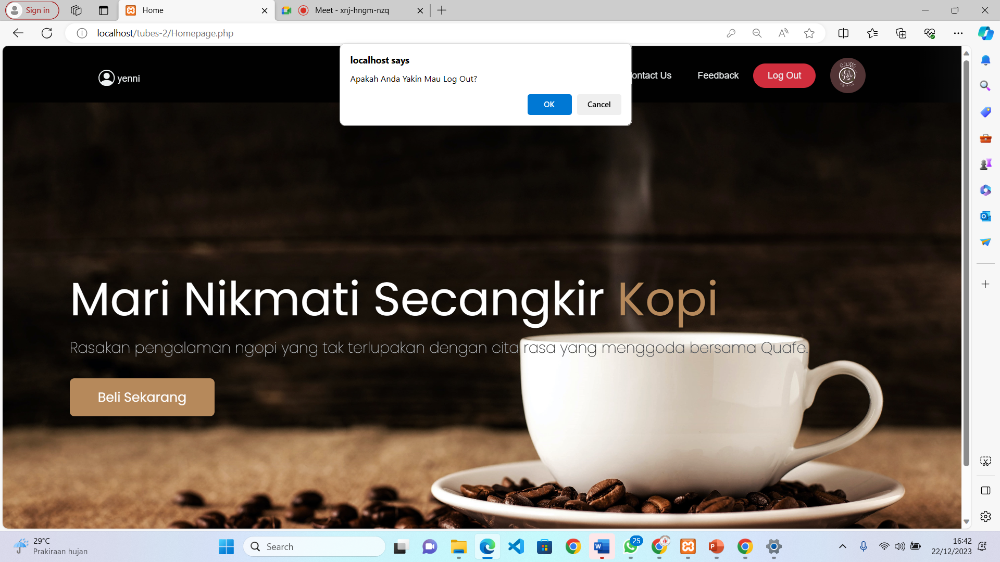 Sign in
Home
Meet - xnj-hngm-nzq
localhost/tubes-2/Homepage.php
localhost says
Apakah Anda Yakin Mau Log Out?
OK
Cancel
yenni
ontact Us
Feedback
Log Out
Mari Nikmati Secangkir Kopi
Rasakan pengalaman ngopi yang tak terlupakan dengan cita rasa yang menggoda bersama Quafe.
Beli Sekarang
29°C
Prakiraan hujan
Search
25
16:42
22/12/2023